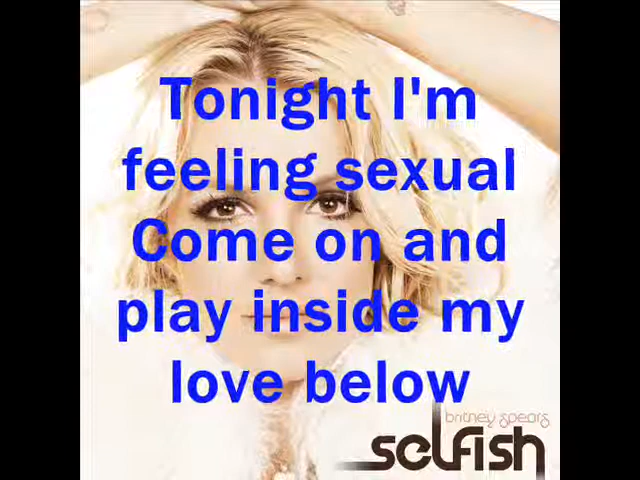 Tonight I'm
feeling sexual
Come on and
play inside my
love below
britney spears
selfish